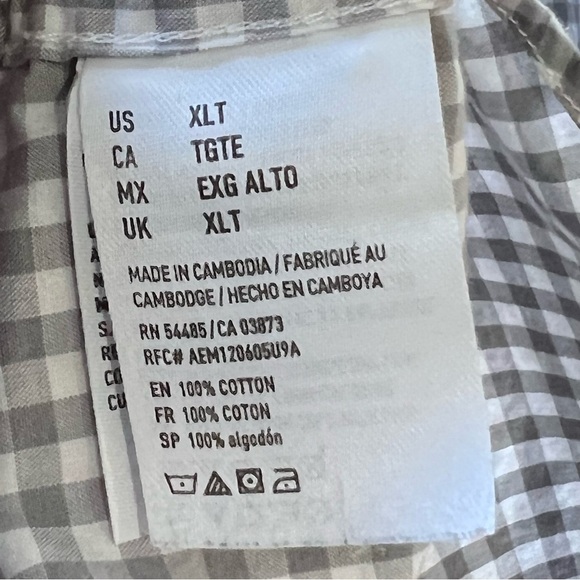 US XLT
CA TGTE
MX EXG ALTO
UK XLT
MADE IN CAMBODIA / FABRIQUÉ AU
CAMBODGE / HECHO EN CAMBOYA
RN 54485 / CA 03873
RFC# AEM120605U9A
EN 100% COTTON
FR 100% COTON
SP 100% algodón